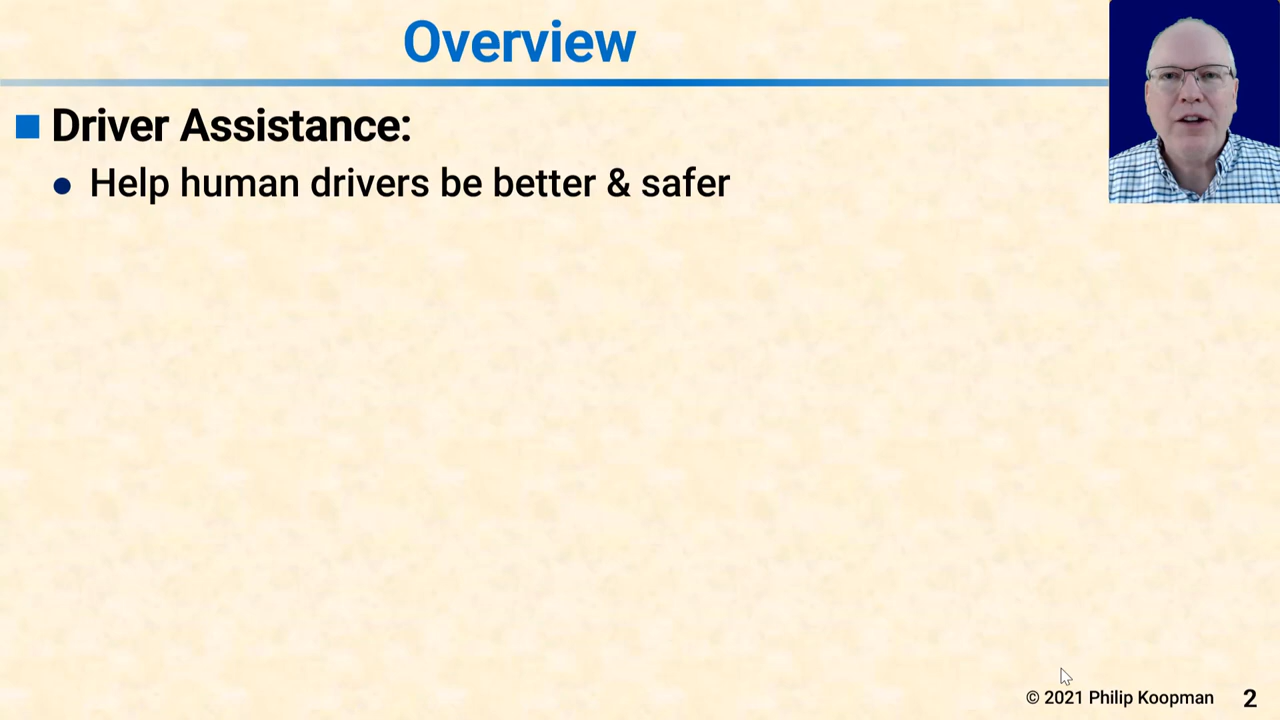 Overview
Driver Assistance:
Help human drivers be better & safer
© 2021 Philip Koopman 2